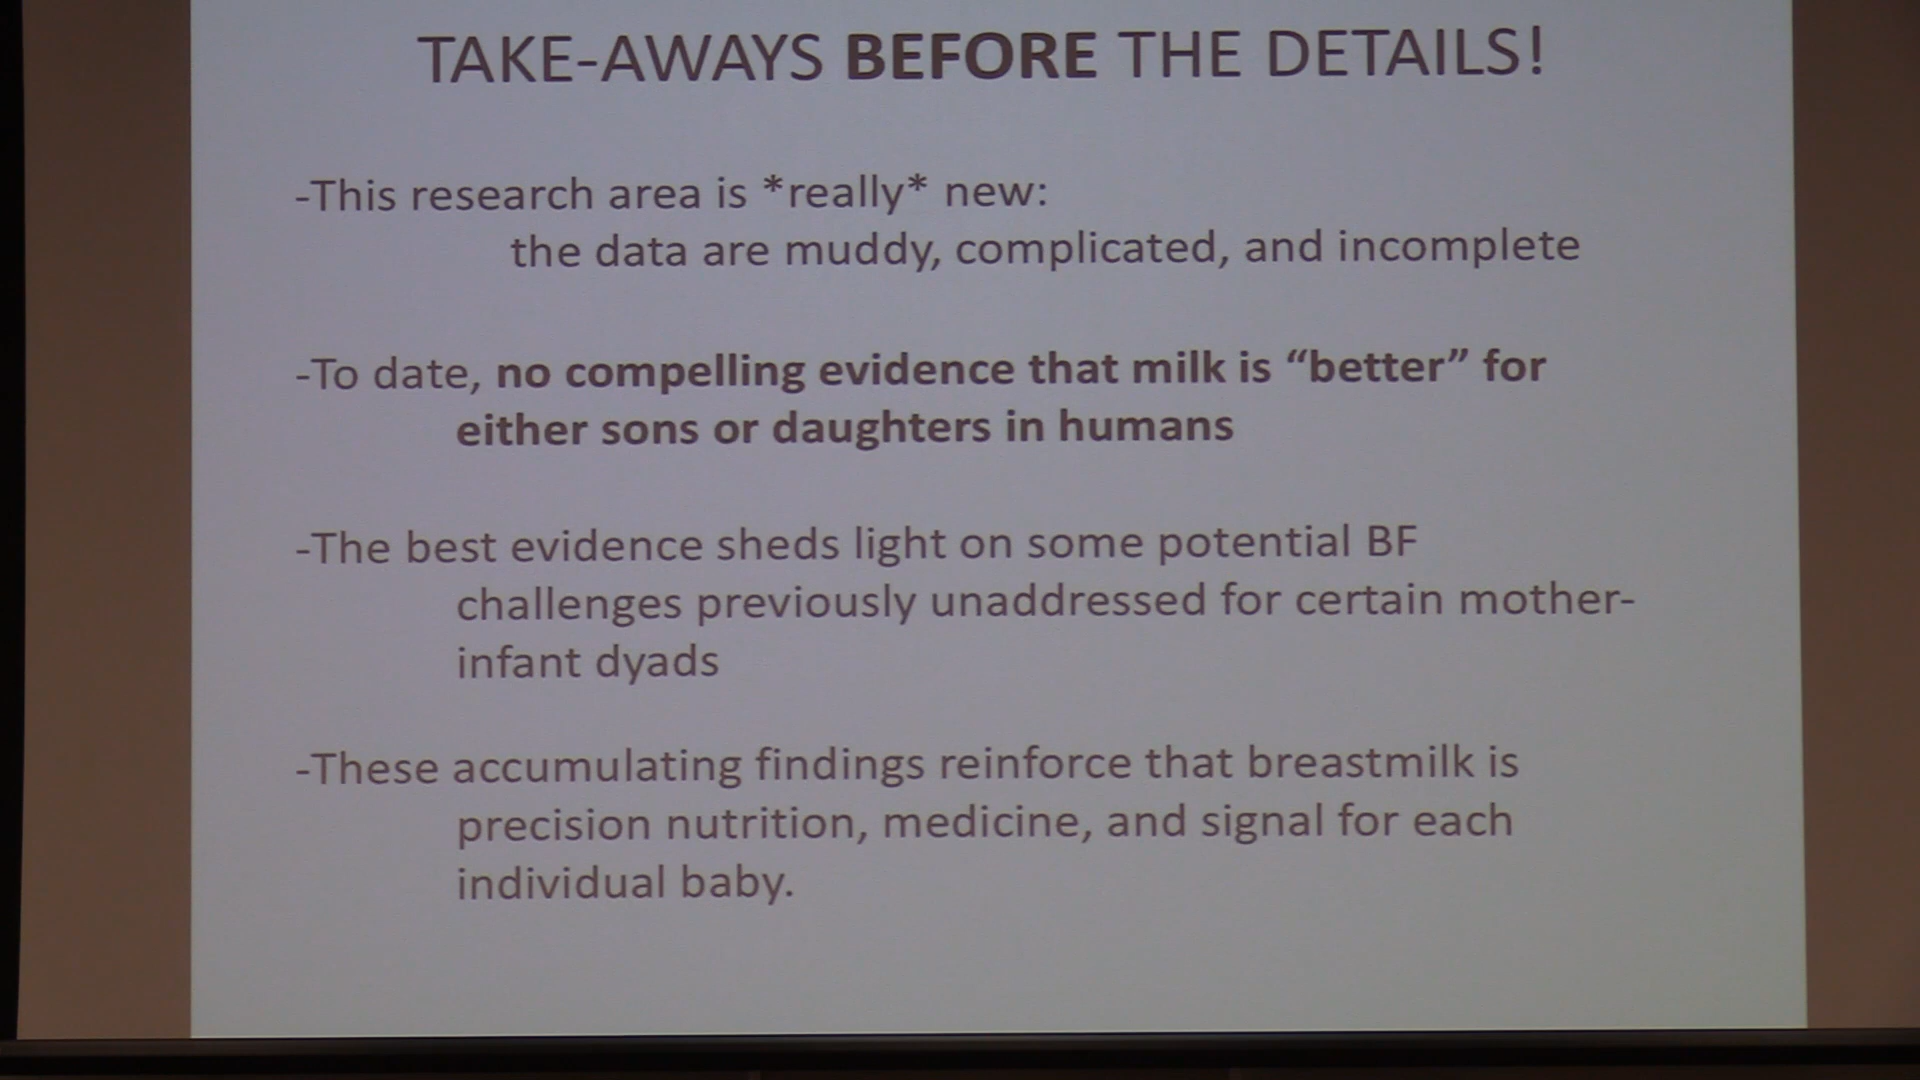 TAKE-AWAYS BEFORE THE DETAILS!
-This research area is *really* new:
the data are muddy, complicated, and incomplete
-To date, no compelling evidence that milk is “better” for
either sons or daughters in humans
-The best evidence sheds light on some potential BF
challenges previously unaddressed for certain mother-
infant dyads
-These accumulating findings reinforce that breastmilk is
precision nutrition, medicine, and signal for each
individual baby.